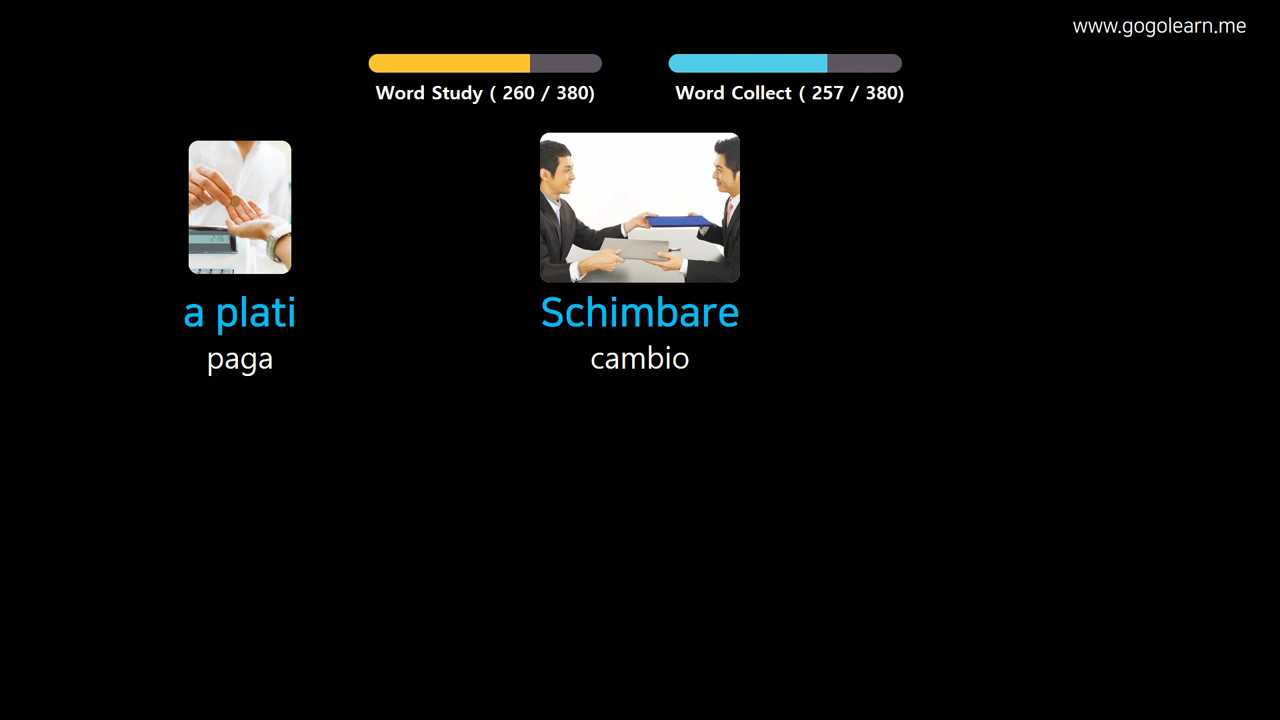 www.gogolearn.me
Word Study ( 260 / 380)
Word Collect ( 257 / 380)
a plati
paga
Schimbare
cambio